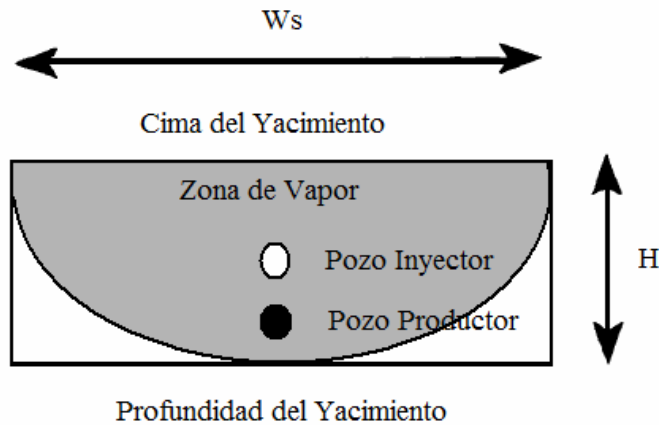 Ws
Cima del Yacimiento
Zona de Vapor
Pozo Inyector
H
Pozo Productor
Profundidad del Yacimiento